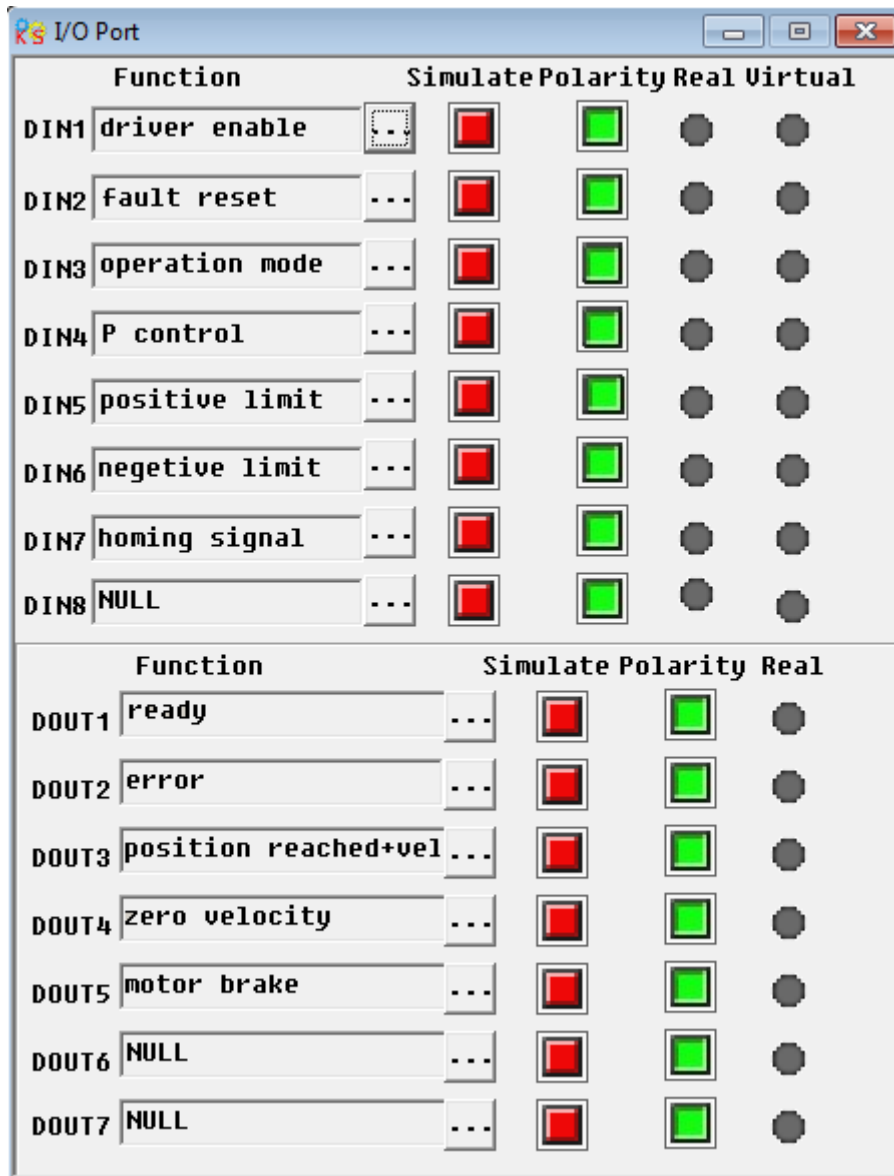 I/O Port
Function Simulate Polarity Real Virtual
DIN1 driver enable ...
DIN2 fault reset ...
DIN3 operation mode ...
DIN4 P control ...
DIN5 positive limit ...
DIN6 negetive limit ...
DIN7 homing signal ...
DIN8 NULL ...
Function Simulate Polarity Real
DOUT1 ready ...
DOUT2 error ...
DOUT3 position reached+vel ...
DOUT4 zero velocity ...
DOUT5 motor brake ...
DOUT6 NULL ...
DOUT7 NULL ...